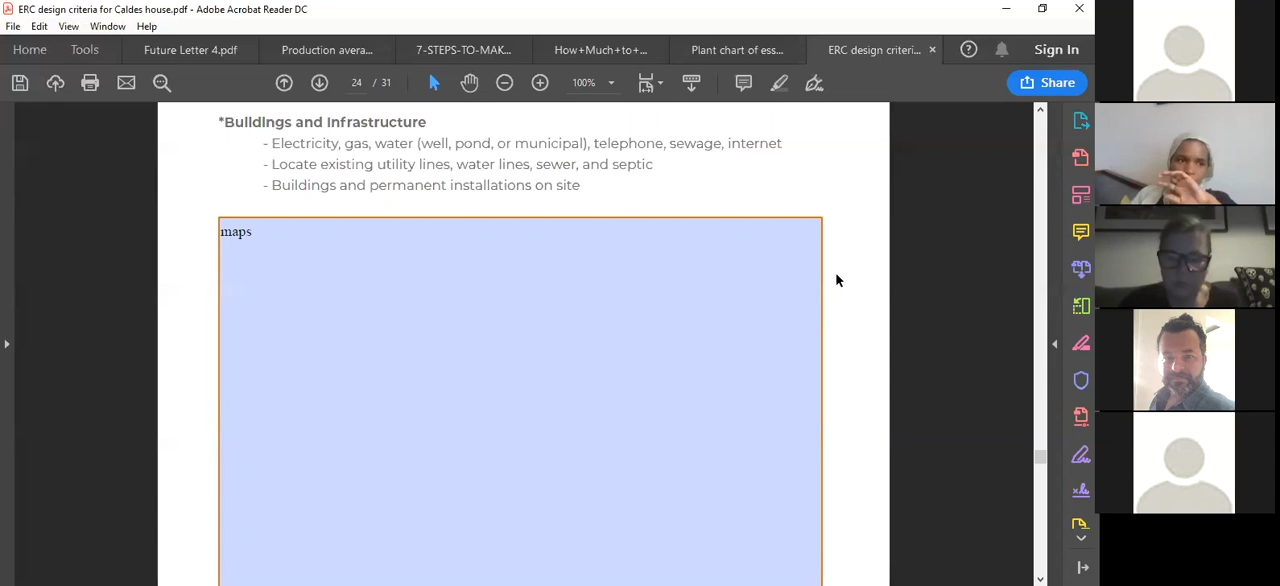 ERC design criteria for Caldes house.pdf - Adobe Acrobat Reader DC
File Edit View Window Help
Home Tools Future Letter 4.pdf Production avera... 7-STEPS-TO-MAK... How+Much+to+... Plant chart of ess... ERC design criteri... × Sign In
24 / 31 100% Share
*Buildings and Infrastructure
- Electricity, gas, water (well, pond, or municipal), telephone, sewage, internet
- Locate existing utility lines, water lines, sewer, and septic
- Buildings and permanent installations on site
maps